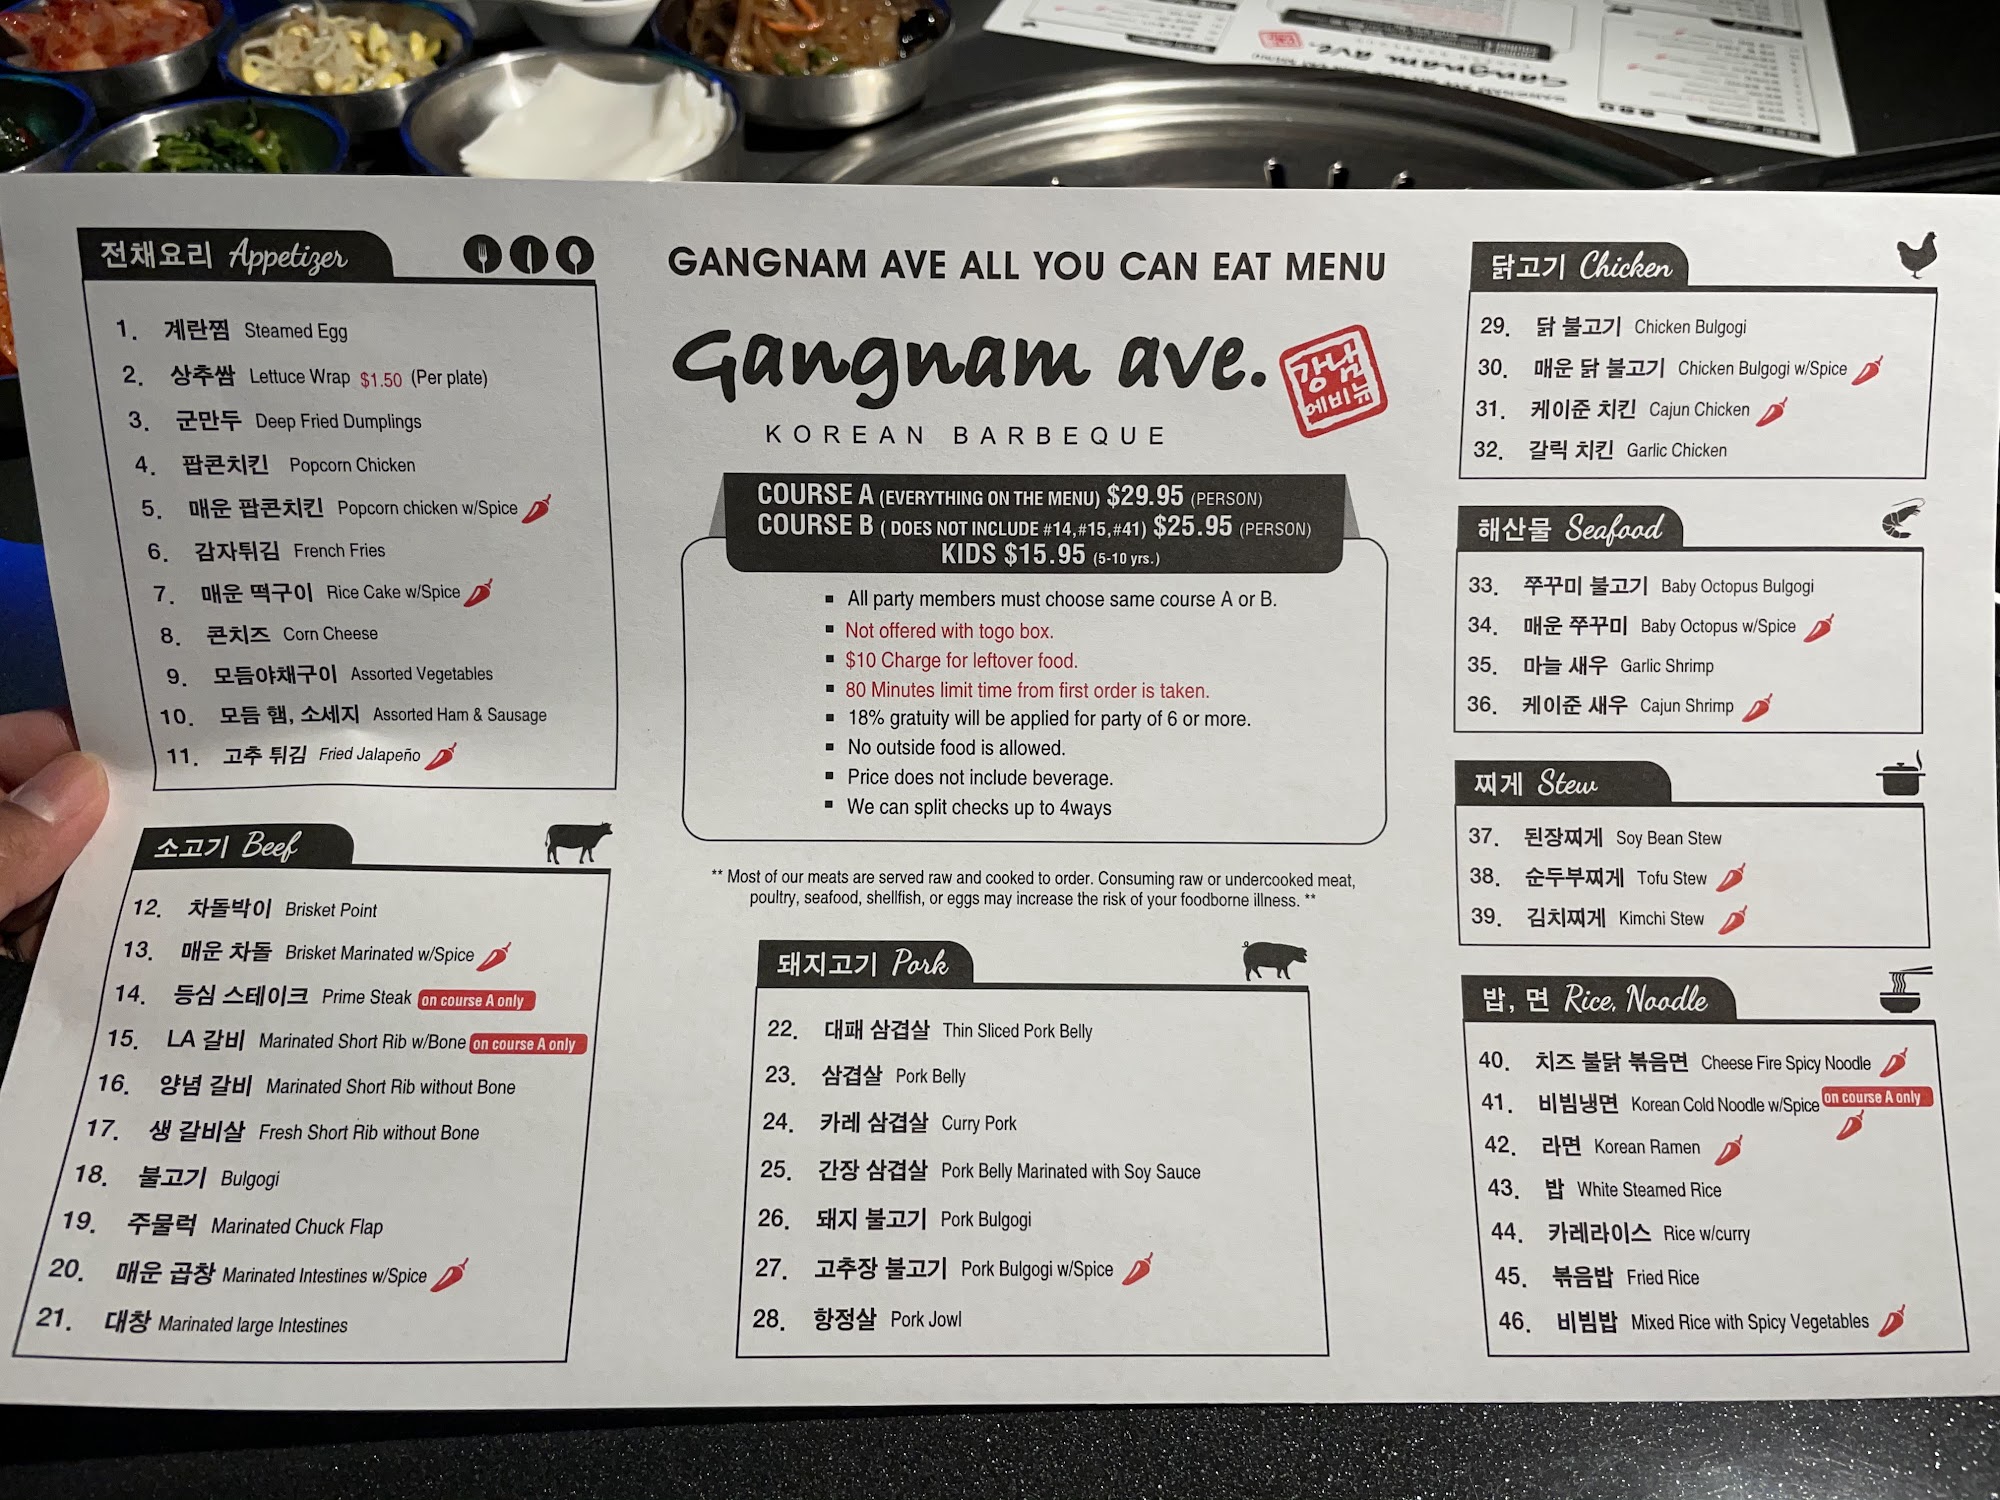 전채요리 Appetizer
1. 계란찜 Steamed Egg
2. 상추쌈 Lettuce Wrap $1.50 (Per plate)
3. 군만두 Deep Fried Dumplings
4. 팝콘치킨 Popcorn Chicken
5. 매운 팝콘치킨 Popcorn chicken w/Spice
6. 감자튀김 French Fries
7. 매운 떡구이 Rice Cake w/Spice
8. 콘치즈 Corn Cheese
9. 모듬야채구이 Assorted Vegetables
10. 모듬 햄, 소세지 Assorted Ham & Sausage
11. 고추 튀김 Fried Jalapeño
소고기 Beef
12. 차돌박이 Brisket Point
13. 매운 차돌 Brisket Marinated w/Spice
14. 등심 스테이크 Prime Steak on course A only
15. LA 갈비 Marinated Short Rib w/Bone on course A only
16. 양념 갈비 Marinated Short Rib without Bone
17. 생 갈비살 Fresh Short Rib without Bone
18. 불고기 Bulgogi
19. 주물럭 Marinated Chuck Flap
20. 매운 곱창 Marinated Intestines w/Spice
21. 대창 Marinated large Intestines
GANGNAM AVE ALL YOU CAN EAT MENU
Gangnam ave.
강남
에비뉴
KOREAN BARBEQUE
COURSE A (EVERYTHING ON THE MENU) $29.95 (PERSON)
COURSE B ( DOES NOT INCLUDE #14,#15,#41) $25.95 (PERSON)
KIDS $15.95 (5-10 yrs.)
▪ All party members must choose same course A or B.
▪ Not offered with togo box.
▪ $10 Charge for leftover food.
▪ 80 Minutes limit time from first order is taken.
▪ 18% gratuity will be applied for party of 6 or more.
▪ No outside food is allowed.
▪ Price does not include beverage.
▪ We can split checks up to 4ways
** Most of our meats are served raw and cooked to order. Consuming raw or undercooked meat,
poultry, seafood, shellfish, or eggs may increase the risk of your foodborne illness. **
돼지고기 Pork
22. 대패 삼겹살 Thin Sliced Pork Belly
23. 삼겹살 Pork Belly
24. 카레 삼겹살 Curry Pork
25. 간장 삼겹살 Pork Belly Marinated with Soy Sauce
26. 돼지 불고기 Pork Bulgogi
27. 고추장 불고기 Pork Bulgogi w/Spice
28. 항정살 Pork Jowl
닭고기 Chicken
29. 닭 불고기 Chicken Bulgogi
30. 매운 닭 불고기 Chicken Bulgogi w/Spice
31. 케이준 치킨 Cajun Chicken
32. 갈릭 치킨 Garlic Chicken
해산물 Seafood
33. 쭈꾸미 불고기 Baby Octopus Bulgogi
34. 매운 쭈꾸미 Baby Octopus w/Spice
35. 마늘 새우 Garlic Shrimp
36. 케이준 새우 Cajun Shrimp
찌게 Stew
37. 된장찌게 Soy Bean Stew
38. 순두부찌게 Tofu Stew
39. 김치찌게 Kimchi Stew
밥, 면 Rice, Noodle
40. 치즈 불닭 볶음면 Cheese Fire Spicy Noodle
41. 비빔냉면 Korean Cold Noodle w/Spice on course A only
42. 라면 Korean Ramen
43. 밥 White Steamed Rice
44. 카레라이스 Rice w/curry
45. 볶음밥 Fried Rice
46. 비빔밥 Mixed Rice with Spicy Vegetables